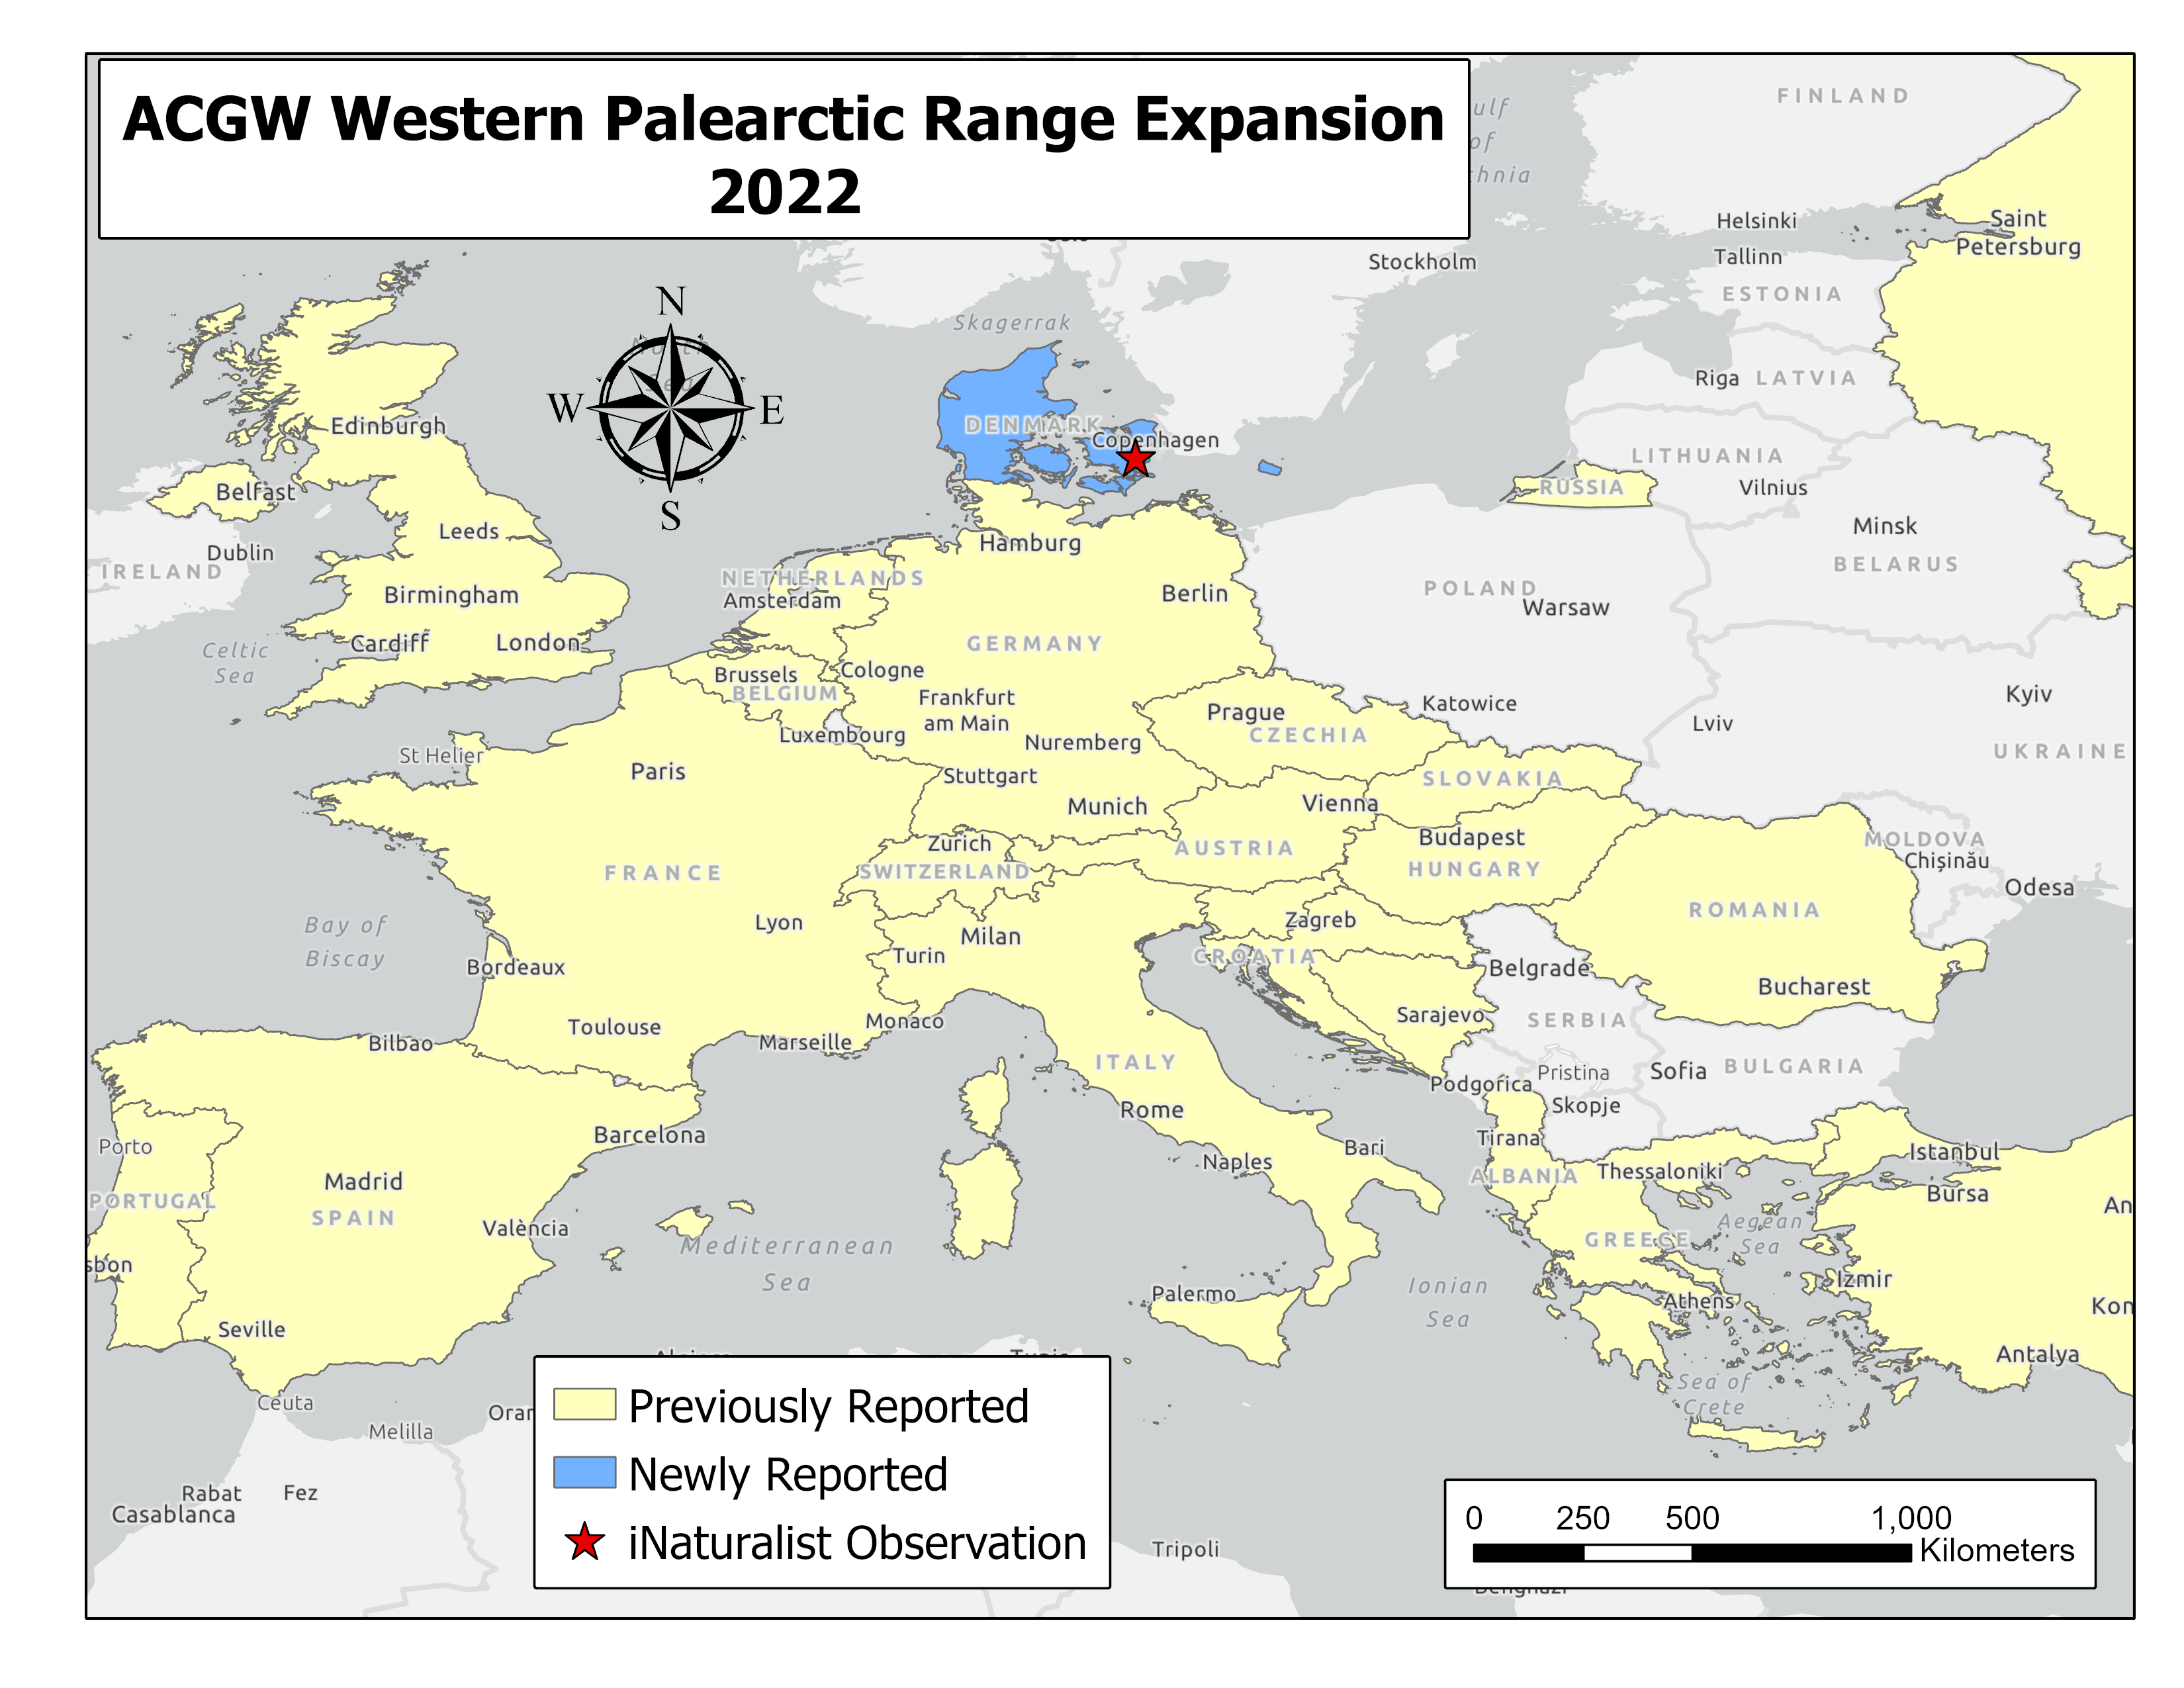 ACGW Western Palearctic Range Expansion
2022
FINLAND
Helsinki
Saint
Petersburg
Tallinn
Stockholm
ESTONIA
Skagerrak
N
W
E
S
Riga
LATVIA
DENMARK
Copenhagen
Edinburgh
LITHUANIA
RUSSIA
Vilnius
Belfast
Leeds
Minsk
Hamburg
Dublin
IRELAND
BELARUS
NETHERLANDS
Birmingham
Amsterdam
Berlin
POLAND
Warsaw
Celtic
Sea
Cardiff
London
GERMANY
Brussels
Cologne
BELGIUM
Frankfurt
am Main
Katowice
Kyiv
Prague
Lviv
CZECHIA
Luxembourg
Nuremberg
UKRAINE
St Helier
Paris
Stuttgart
SLOVAKIA
Munich
Vienna
Zurich
AUSTRIA
Budapest
MOLDOVA
Chișinău
FRANCE
SWITZERLAND
HUNGARY
Odesa
Bay of
Biscay
Lyon
Milan
Zagreb
ROMANIA
Turin
CROATIA
Bordeaux
Belgrade
Bucharest
Toulouse
Monaco
Sarajevo
SERBIA
Bilbao
Marseille
ITALY
Pristina
Sofia
BULGARIA
Podgorica
Rome
Skopje
Porto
Barcelona
Tirana
Bari
Istanbul
Naples
ALBANIA
Thessaloniki
Madrid
Bursa
PORTUGAL
SPAIN
València
An
Mediterranean
Sea
Aegean
Sea
GREECE
sbon
Palermo
Ionian
Sea
Izmir
Athens
Kon
Seville
Antalya
Sea of
Crete
Ceuta
Oran
Melilla
Rabat
Fez
Casablanca
Tripoli
Previously Reported
Newly Reported
iNaturalist Observation
0 250 500 1,000
Kilometers